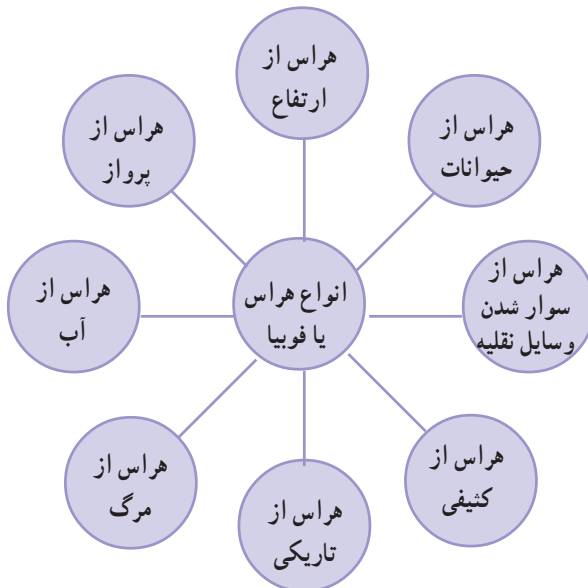 هراس از
ارتفاع
هراس از
حیوانات
هراس از
سوار شدن
وسایل نقلیه
هراس از
کثیفی
هراس از
تاریکی
هراس از
مرگ
هراس از
آب
هراس از
پرواز
انواع هراس
یا فوبیا